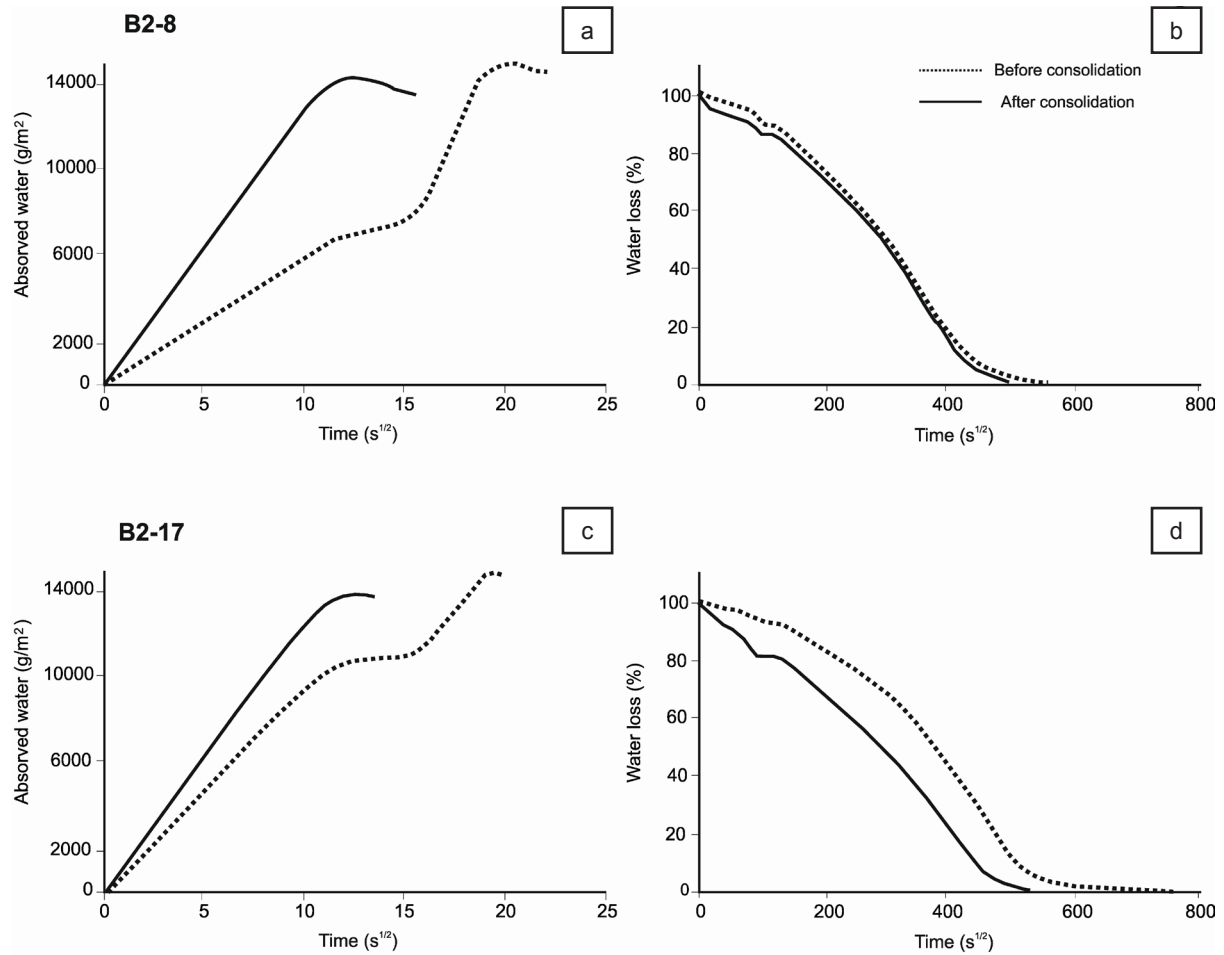 B2-8
a
b
Absorved water (g/m²)
14000
10000
6000
2000
0
0 5 10 15 20 25
Time (s^1/2)
Before consolidation
After consolidation
Water loss (%)
100
80
60
40
20
0
0 200 400 600 800
Time (s^1/2)
B2-17
c
d
Absorved water (g/m²)
14000
10000
6000
2000
0
0 5 10 15 20 25
Time (s^1/2)
Water loss (%)
100
80
60
40
20
0
0 200 400 600 800
Time (s^1/2)